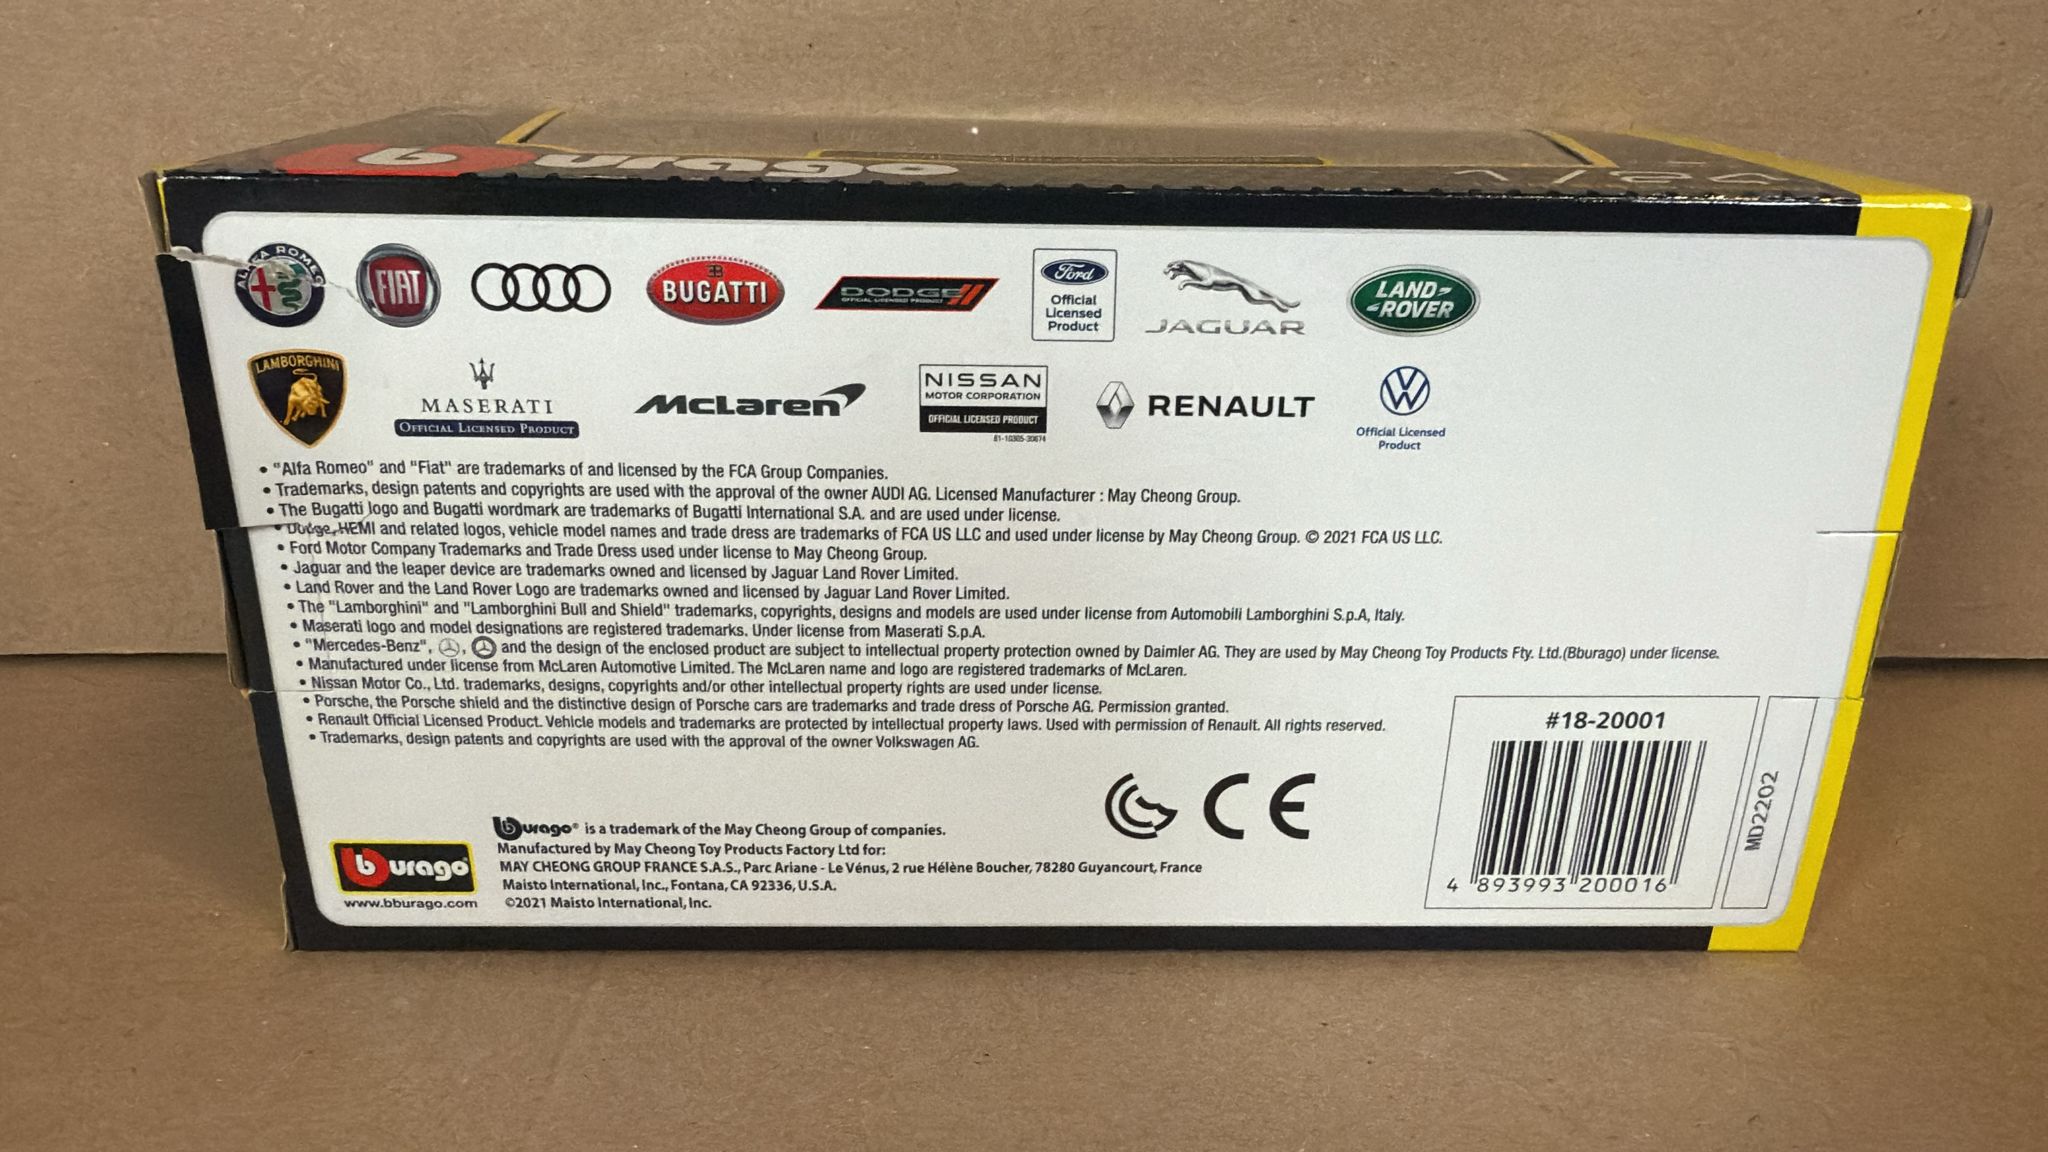 burago
ALFA ROMEO
FIAT
BUGATTI
DODGE
OFFICIAL LICENSED PRODUCT
Ford
Official
Licensed
Product
JAGUAR
LAND-
-ROVER
LAMBORGHINI
MASERATI
OFFICIAL LICENSED PRODUCT
McLaren
NISSAN
MOTOR CORPORATION
OFFICIAL LICENSED PRODUCT
81-10305-30674
RENAULT
Official Licensed
Product
• "Alfa Romeo" and "Fiat" are trademarks of and licensed by the FCA Group Companies.
• Trademarks, design patents and copyrights are used with the approval of the owner AUDI AG. Licensed Manufacturer : May Cheong Group.
• The Bugatti logo and Bugatti wordmark are trademarks of Bugatti International S.A. and are used under license.
• Dodge, HEMI and related logos, vehicle model names and trade dress are trademarks of FCA US LLC and used under license by May Cheong Group. © 2021 FCA US LLC.
• Ford Motor Company Trademarks and Trade Dress used under license to May Cheong Group.
• Jaguar and the leaper device are trademarks owned and licensed by Jaguar Land Rover Limited.
• Land Rover and the Land Rover Logo are trademarks owned and licensed by Jaguar Land Rover Limited.
• The "Lamborghini" and "Lamborghini Bull and Shield" trademarks, copyrights, designs and models are used under license from Automobili Lamborghini S.p.A, Italy.
• Maserati logo and model designations are registered trademarks. Under license from Maserati S.p.A.
• "Mercedes-Benz", , and the design of the enclosed product are subject to intellectual property protection owned by Daimler AG. They are used by May Cheong Toy Products Fty. Ltd.(Bburago) under license.
• Manufactured under license from McLaren Automotive Limited. The McLaren name and logo are registered trademarks of McLaren.
• Nissan Motor Co., Ltd. trademarks, designs, copyrights and/or other intellectual property rights are used under license.
• Porsche, the Porsche shield and the distinctive design of Porsche cars are trademarks and trade dress of Porsche AG. Permission granted.
• Renault Official Licensed Product. Vehicle models and trademarks are protected by intellectual property laws. Used with permission of Renault. All rights reserved.
• Trademarks, design patents and copyrights are used with the approval of the owner Volkswagen AG.
burago
www.bburago.com
burago® is a trademark of the May Cheong Group of companies.
Manufactured by May Cheong Toy Products Factory Ltd for:
MAY CHEONG GROUP FRANCE S.A.S., Parc Ariane - Le Vénus, 2 rue Hélène Boucher, 78280 Guyancourt, France
Maisto International, Inc., Fontana, CA 92336, U.S.A.
©2021 Maisto International, Inc.
CE
#18-20001
4 893993 200016
MD2202